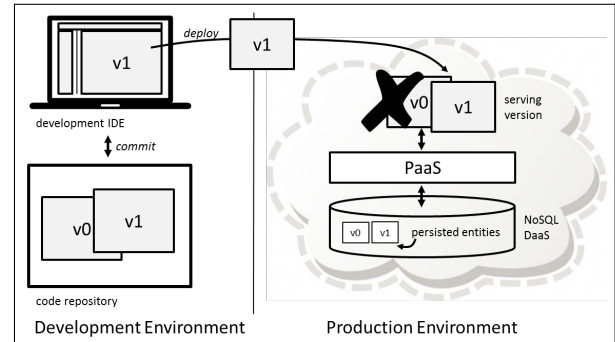 deploy
v1
v1
v0
v1
serving
version
development IDE
commit
PaaS
v0
v1
NoSQL
DaaS
v0
v1
persisted entities
code repository
Development Environment
Production Environment